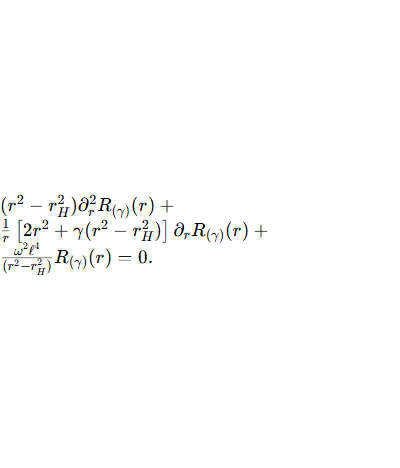 $(r^2 - r_H^2)\partial_r^2 R_{(\gamma)}(r) +$
$\frac{1}{r}\left[2r^2 + \gamma(r^2 - r_H^2)\right]\partial_r R_{(\gamma)}(r) +$
$\frac{\omega^2 \ell^4}{(r^2 - r_H^2)} R_{(\gamma)}(r) = 0.$